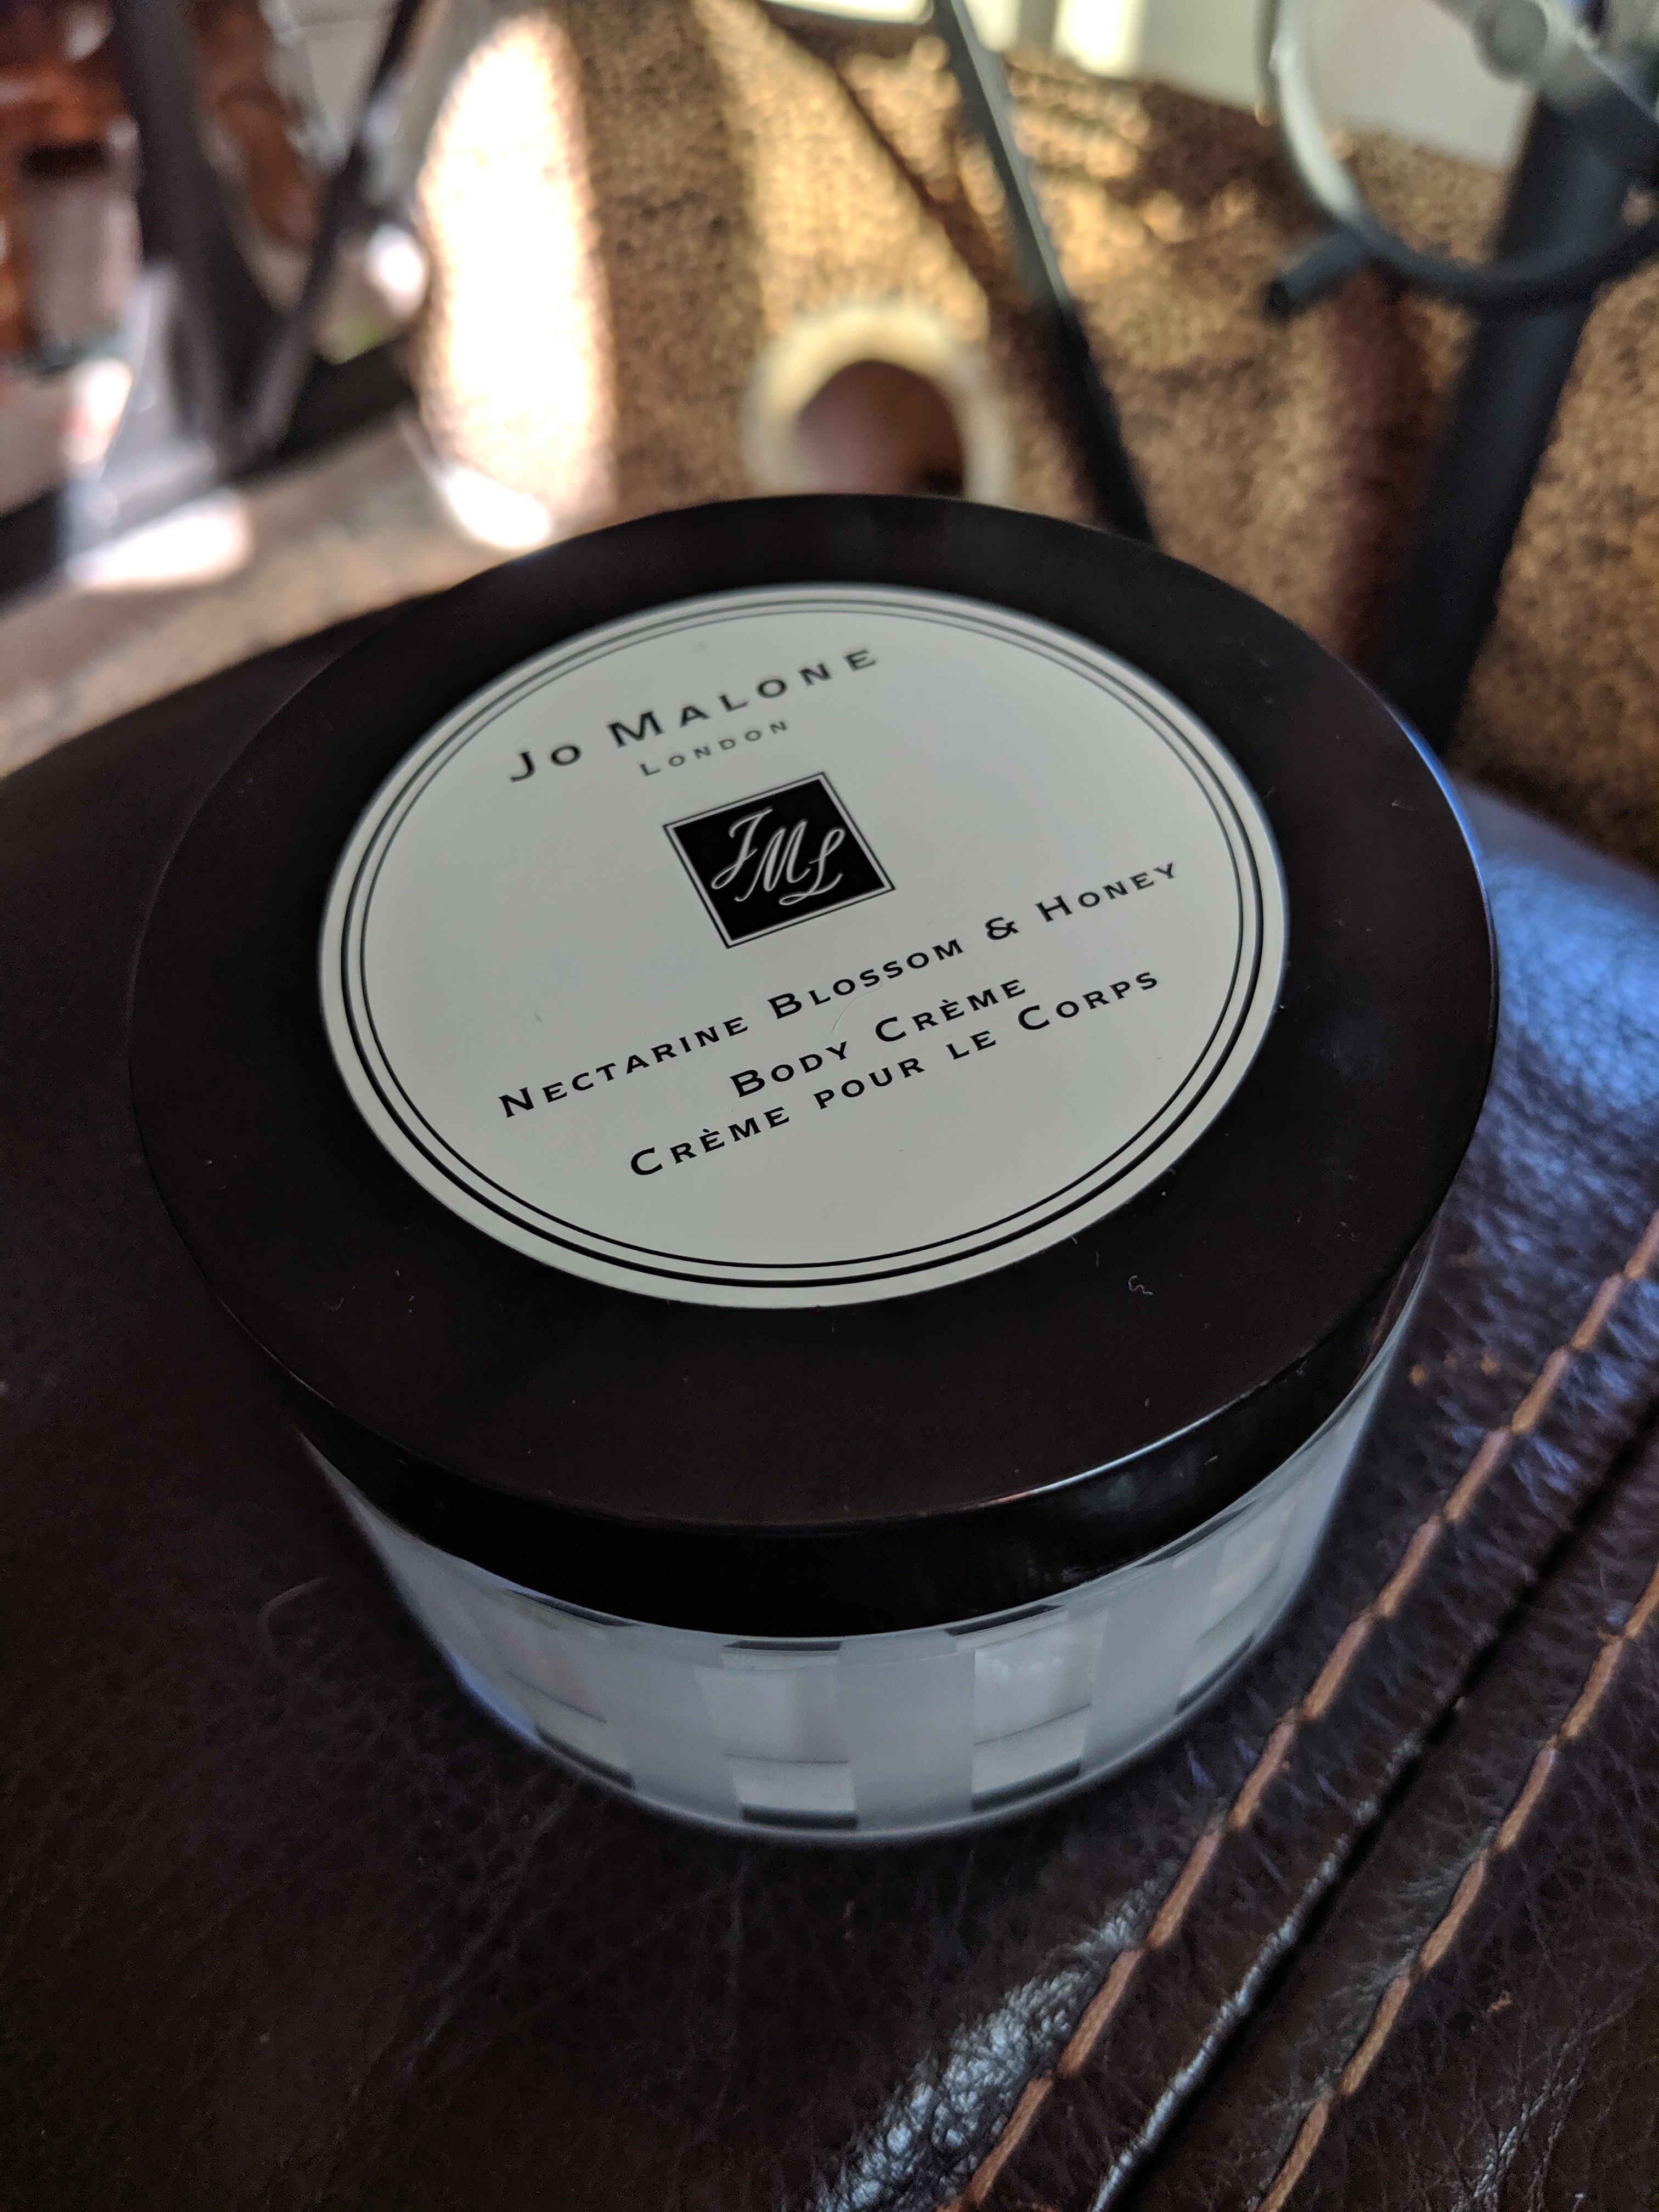 Jo Malone
London
JML
Nectarine Blossom & Honey
Body Crème
Crème pour le Corps